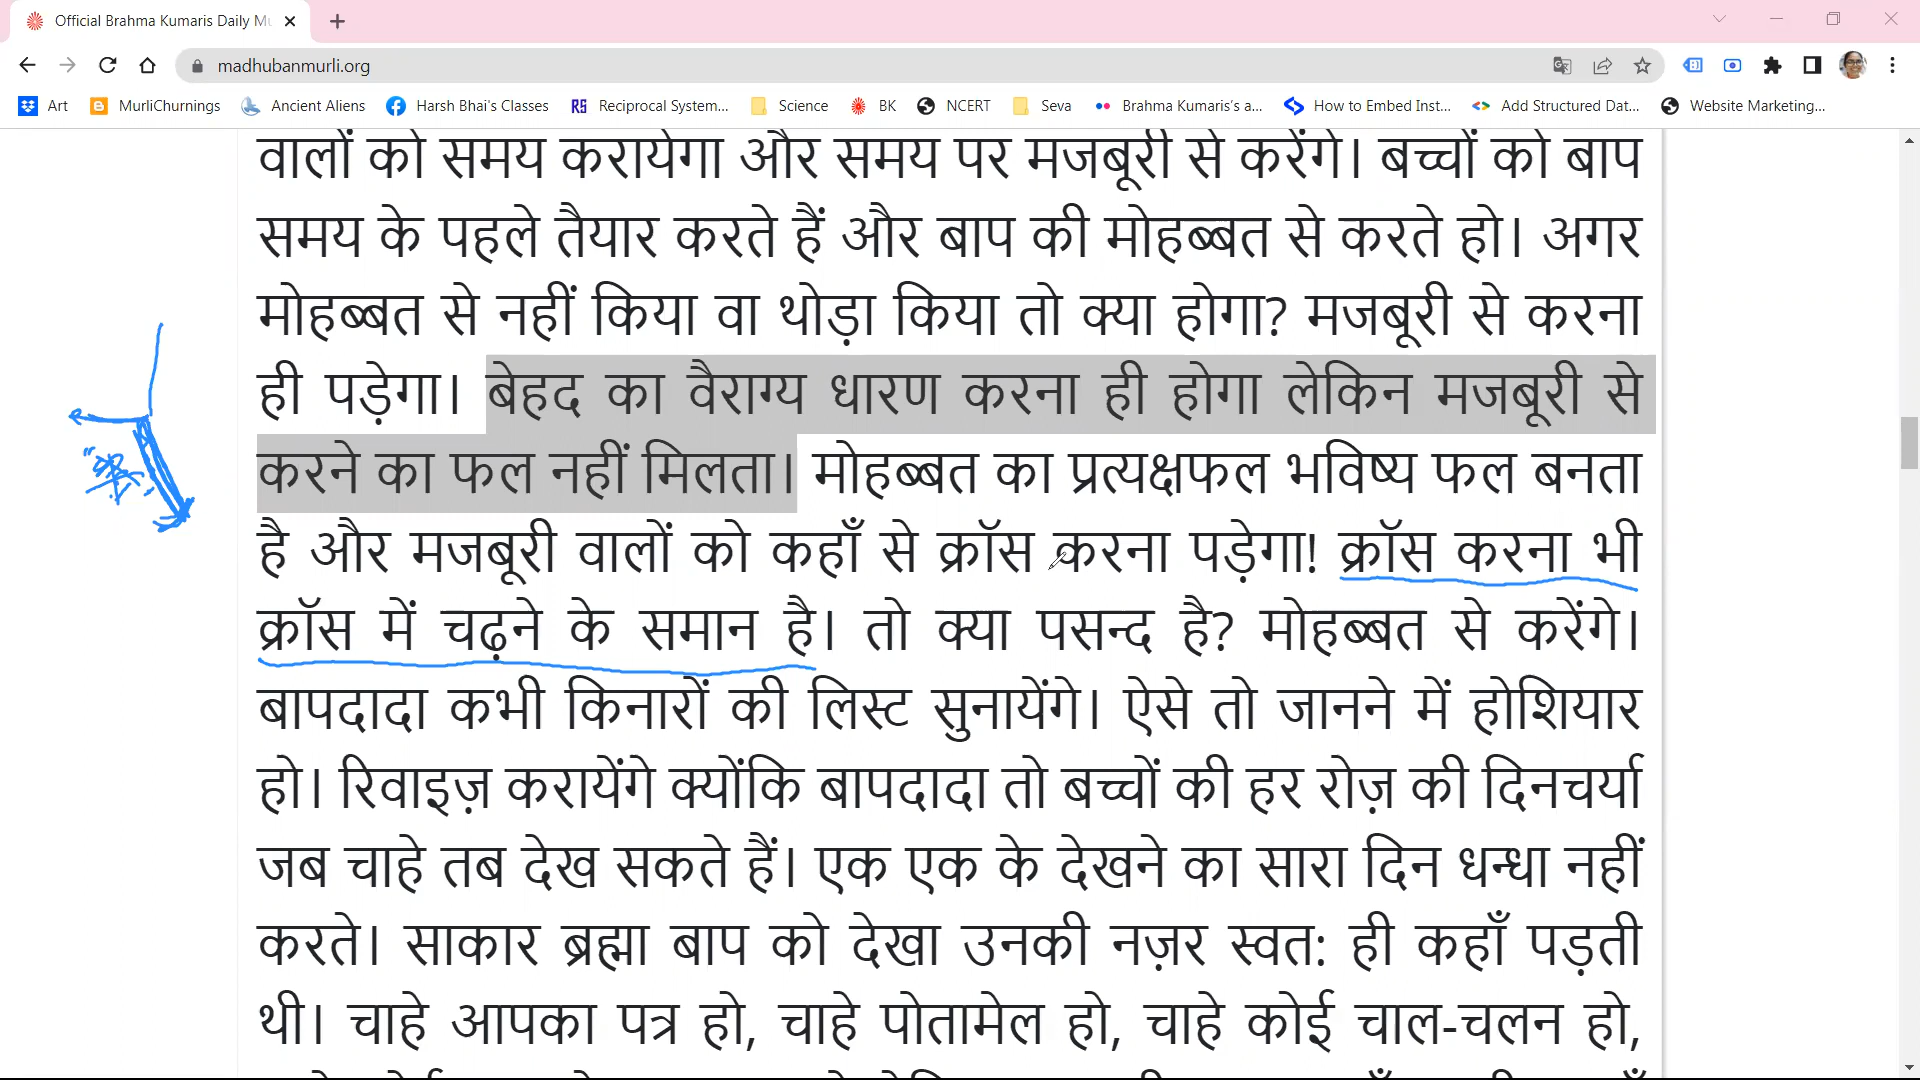 Official Brahma Kumaris Daily Mu
madhubanmurli.org
Art MurliChurnings Ancient Aliens Harsh Bhai's Classes RS Reciprocal System... Science BK NCERT Seva Brahma Kumaris's a... How to Embed Inst... Add Structured Dat... Website Marketing...
वालों को समय करायेगा और समय पर मजबूरी से करेंगे। बच्चों को बाप
समय के पहले तैयार करते हैं और बाप की मोहब्बत से करते हो। अगर
मोहब्बत से नहीं किया वा थोड़ा किया तो क्या होगा? मजबूरी से करना
ही पड़ेगा। बेहद का वैराग्य धारण करना ही होगा लेकिन मजबूरी से
करने का फल नहीं मिलता। मोहब्बत का प्रत्यक्षफल भविष्य फल बनता
है और मजबूरी वालों को कहाँ से क्रॉस करना पड़ेगा! क्रॉस करना भी
क्रॉस में चढ़ने के समान है। तो क्या पसन्द है? मोहब्बत से करेंगे।
बापदादा कभी किनारों की लिस्ट सुनायेंगे। ऐसे तो जानने में होशियार
हो। रिवाइज़ करायेंगे क्योंकि बापदादा तो बच्चों की हर रोज़ की दिनचर्या
जब चाहे तब देख सकते हैं। एक एक के देखने का सारा दिन धन्धा नहीं
करते। साकार ब्रह्मा बाप को देखा उनकी नज़र स्वत: ही कहाँ पड़ती
थी। चाहे आपका पत्र हो, चाहे पोतामेल हो, चाहे कोई चाल-चलन हो,